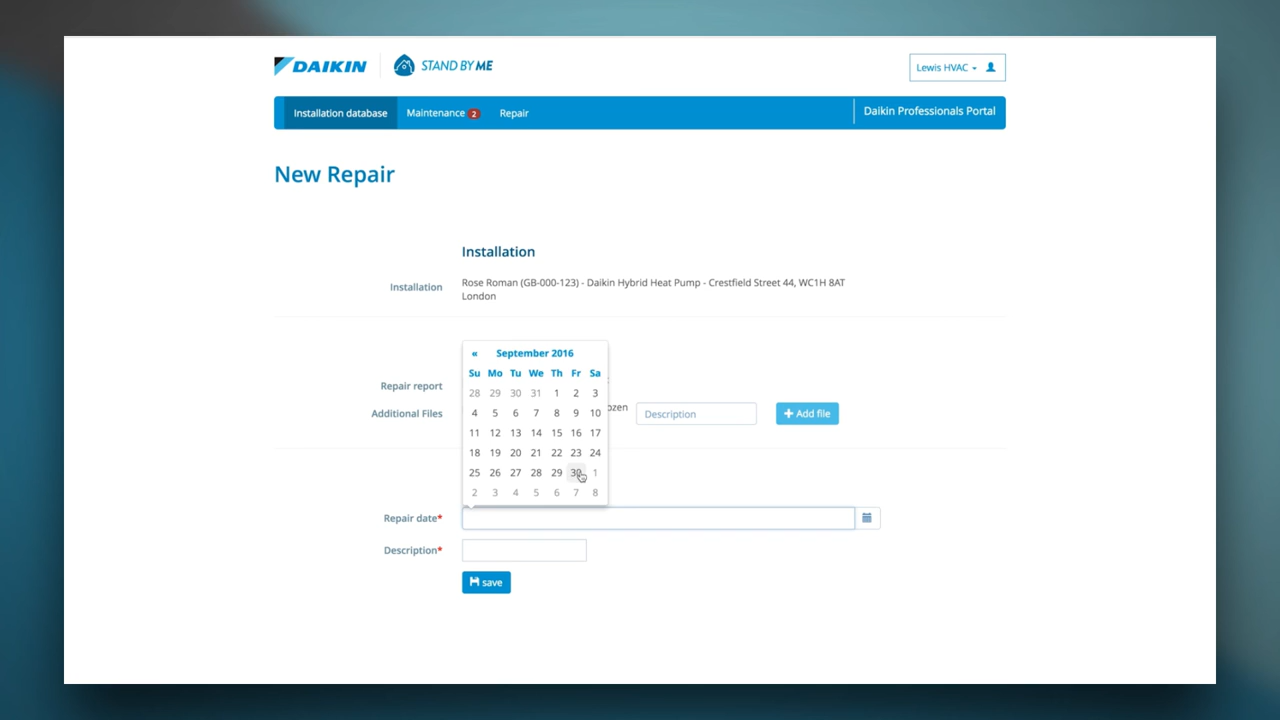 DAIKIN
STAND BY ME
Lewis HVAC
Installation database
Maintenance 2
Repair
Daikin Professionals Portal
New Repair
Installation
Installation
Rose Roman (GB-000-123) - Daikin Hybrid Heat Pump - Crestfield Street 44, WC1H 8AT
London
« September 2016
Su Mo Tu We Th Fr Sa
28 29 30 31 1 2 3
4 5 6 7 8 9 10
11 12 13 14 15 16 17
18 19 20 21 22 23 24
25 26 27 28 29 30 1
2 3 4 5 6 7 8
Repair report
Additional Files
ozen
Description
+ Add file
Repair date*
Description*
save